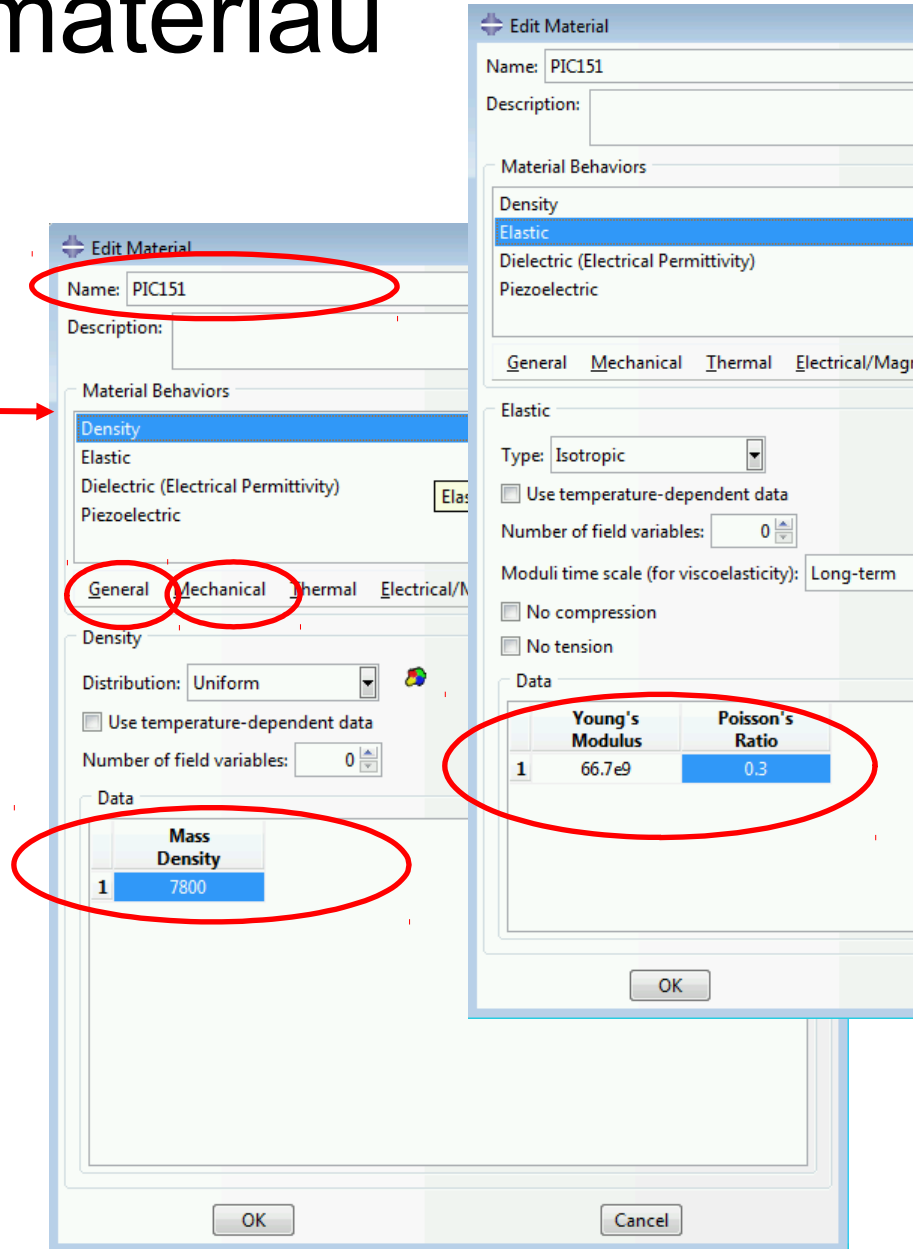 matériau
Edit Material
Name: PIC151
Description:
Material Behaviors
Density
Elastic
Dielectric (Electrical Permittivity)
Piezoelectric
General Mechanical Thermal Electrical/Magn
Elastic
Type: Isotropic
Use temperature-dependent data
Number of field variables: 0
Moduli time scale (for viscoelasticity): Long-term
No compression
No tension
Data
Young's Poisson's
Modulus Ratio
1 66.7e9 0.3
OK
Edit Material
Name: PIC151
Description:
Material Behaviors
Density
Elastic
Dielectric (Electrical Permittivity)
Elas
Piezoelectric
General Mechanical Thermal Electrical/M
Density
Distribution: Uniform
Use temperature-dependent data
Number of field variables: 0
Data
Mass
Density
1 7800
OK Cancel